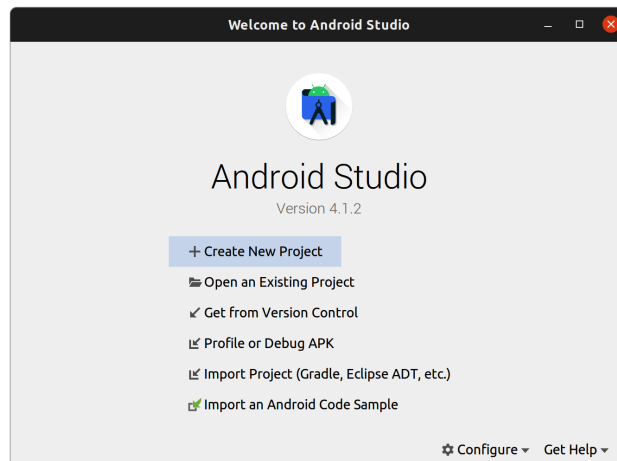 Welcome to Android Studio
Android Studio
Version 4.1.2
Create New Project
Open an Existing Project
Get from Version Control
Profile or Debug APK
Import Project (Gradle, Eclipse ADT, etc.)
Import an Android Code Sample
Configure Get Help